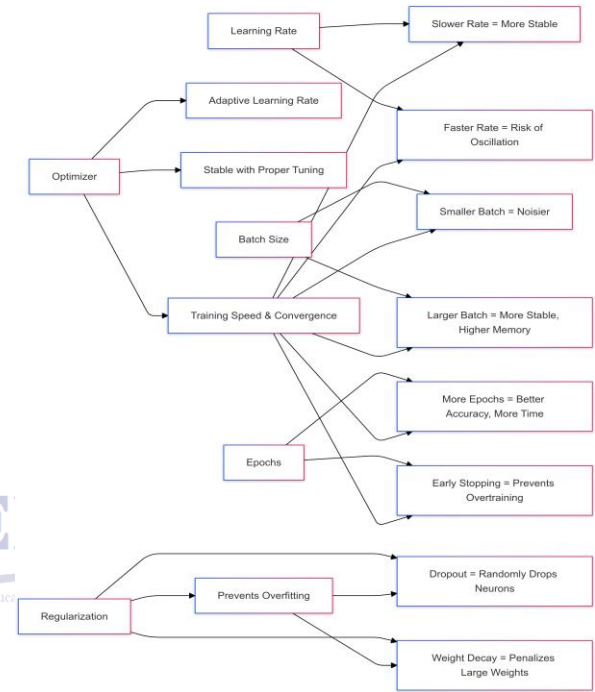 Learning Rate
Slower Rate = More Stable
Adaptive Learning Rate
Faster Rate = Risk of
Oscillation
Optimizer
Stable with Proper Tuning
Smaller Batch = Noisier
Batch Size
Training Speed & Convergence
Larger Batch = More Stable,
Higher Memory
More Epochs = Better
Accuracy, More Time
Epochs
Early Stopping = Prevents
Overtraining
Dropout = Randomly Drops
Neurons
Prevents Overfitting
Regularization
Weight Decay = Penalizes
Large Weights